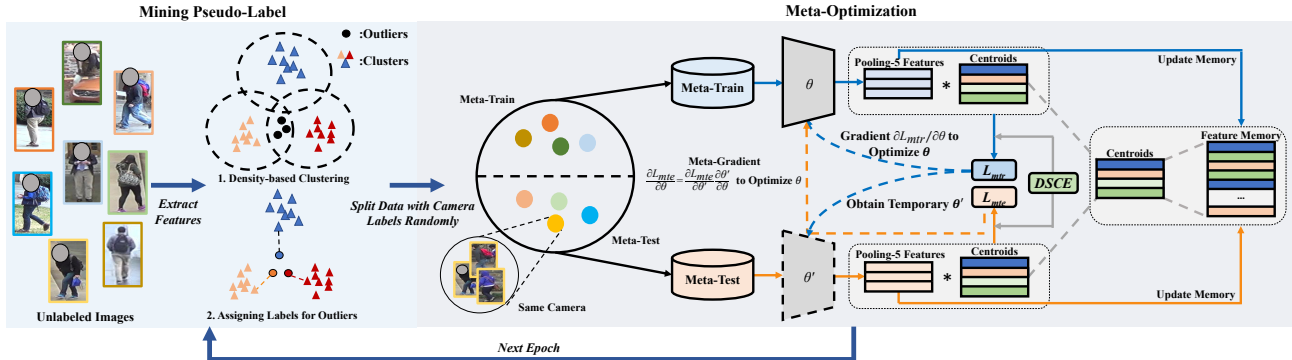 Mining Pseudo-Label
Meta-Optimization
:Outliers
:Clusters
1. Density-based Clustering
Extract
Features
Unlabeled Images
2. Assigning Labels for Outliers
Split Data with Camera
Labels Randomly
Meta-Train
Meta-Test
Same Camera
Meta-Train
Meta-Test
θ
θ'
Pooling-5 Features
*
Centroids
Update Memory
Gradient ∂L_mtr/∂θ to
Optimize θ
Meta-Gradient
∂L_mte/∂θ = ∂L_mte/∂θ' ∂θ'/∂θ to Optimize θ
Obtain Temporary θ'
L_mtr
L_mte
DSCE
Centroids
Feature Memory
...
Pooling-5 Features
*
Centroids
Update Memory
Next Epoch